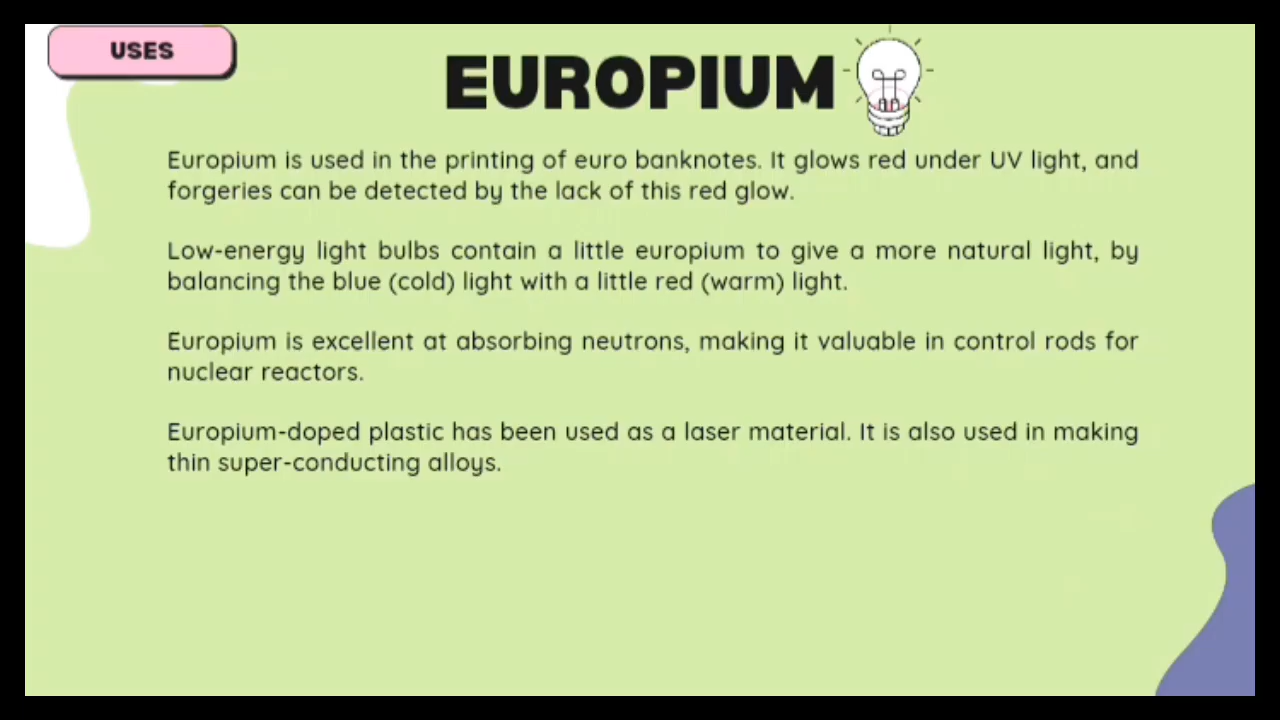 USES
EUROPIUM
Europium is used in the printing of euro banknotes. It glows red under UV light, and
forgeries can be detected by the lack of this red glow.
Low-energy light bulbs contain a little europium to give a more natural light, by
balancing the blue (cold) light with a little red (warm) light.
Europium is excellent at absorbing neutrons, making it valuable in control rods for
nuclear reactors.
Europium-doped plastic has been used as a laser material. It is also used in making
thin super-conducting alloys.